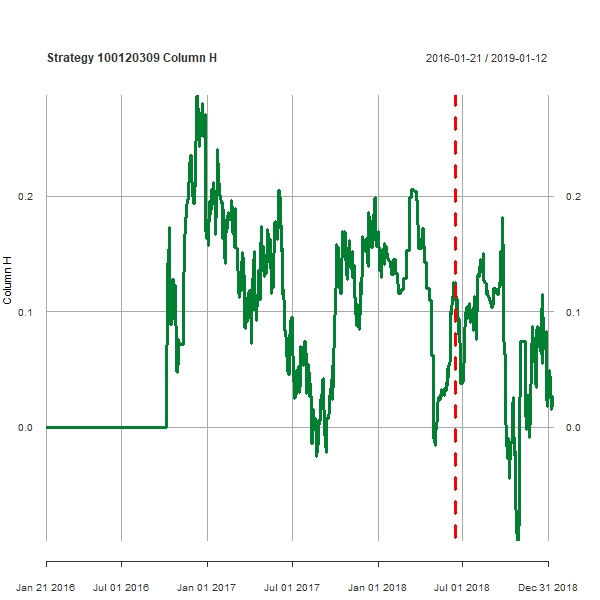 Strategy 100120309 Column H
2016-01-21 / 2019-01-12
Column H
0.2
0.2
0.1
0.1
0.0
0.0
Jan 21 2016
Jul 01 2016
Jan 01 2017
Jul 01 2017
Jan 01 2018
Jul 01 2018
Dec 31 2018